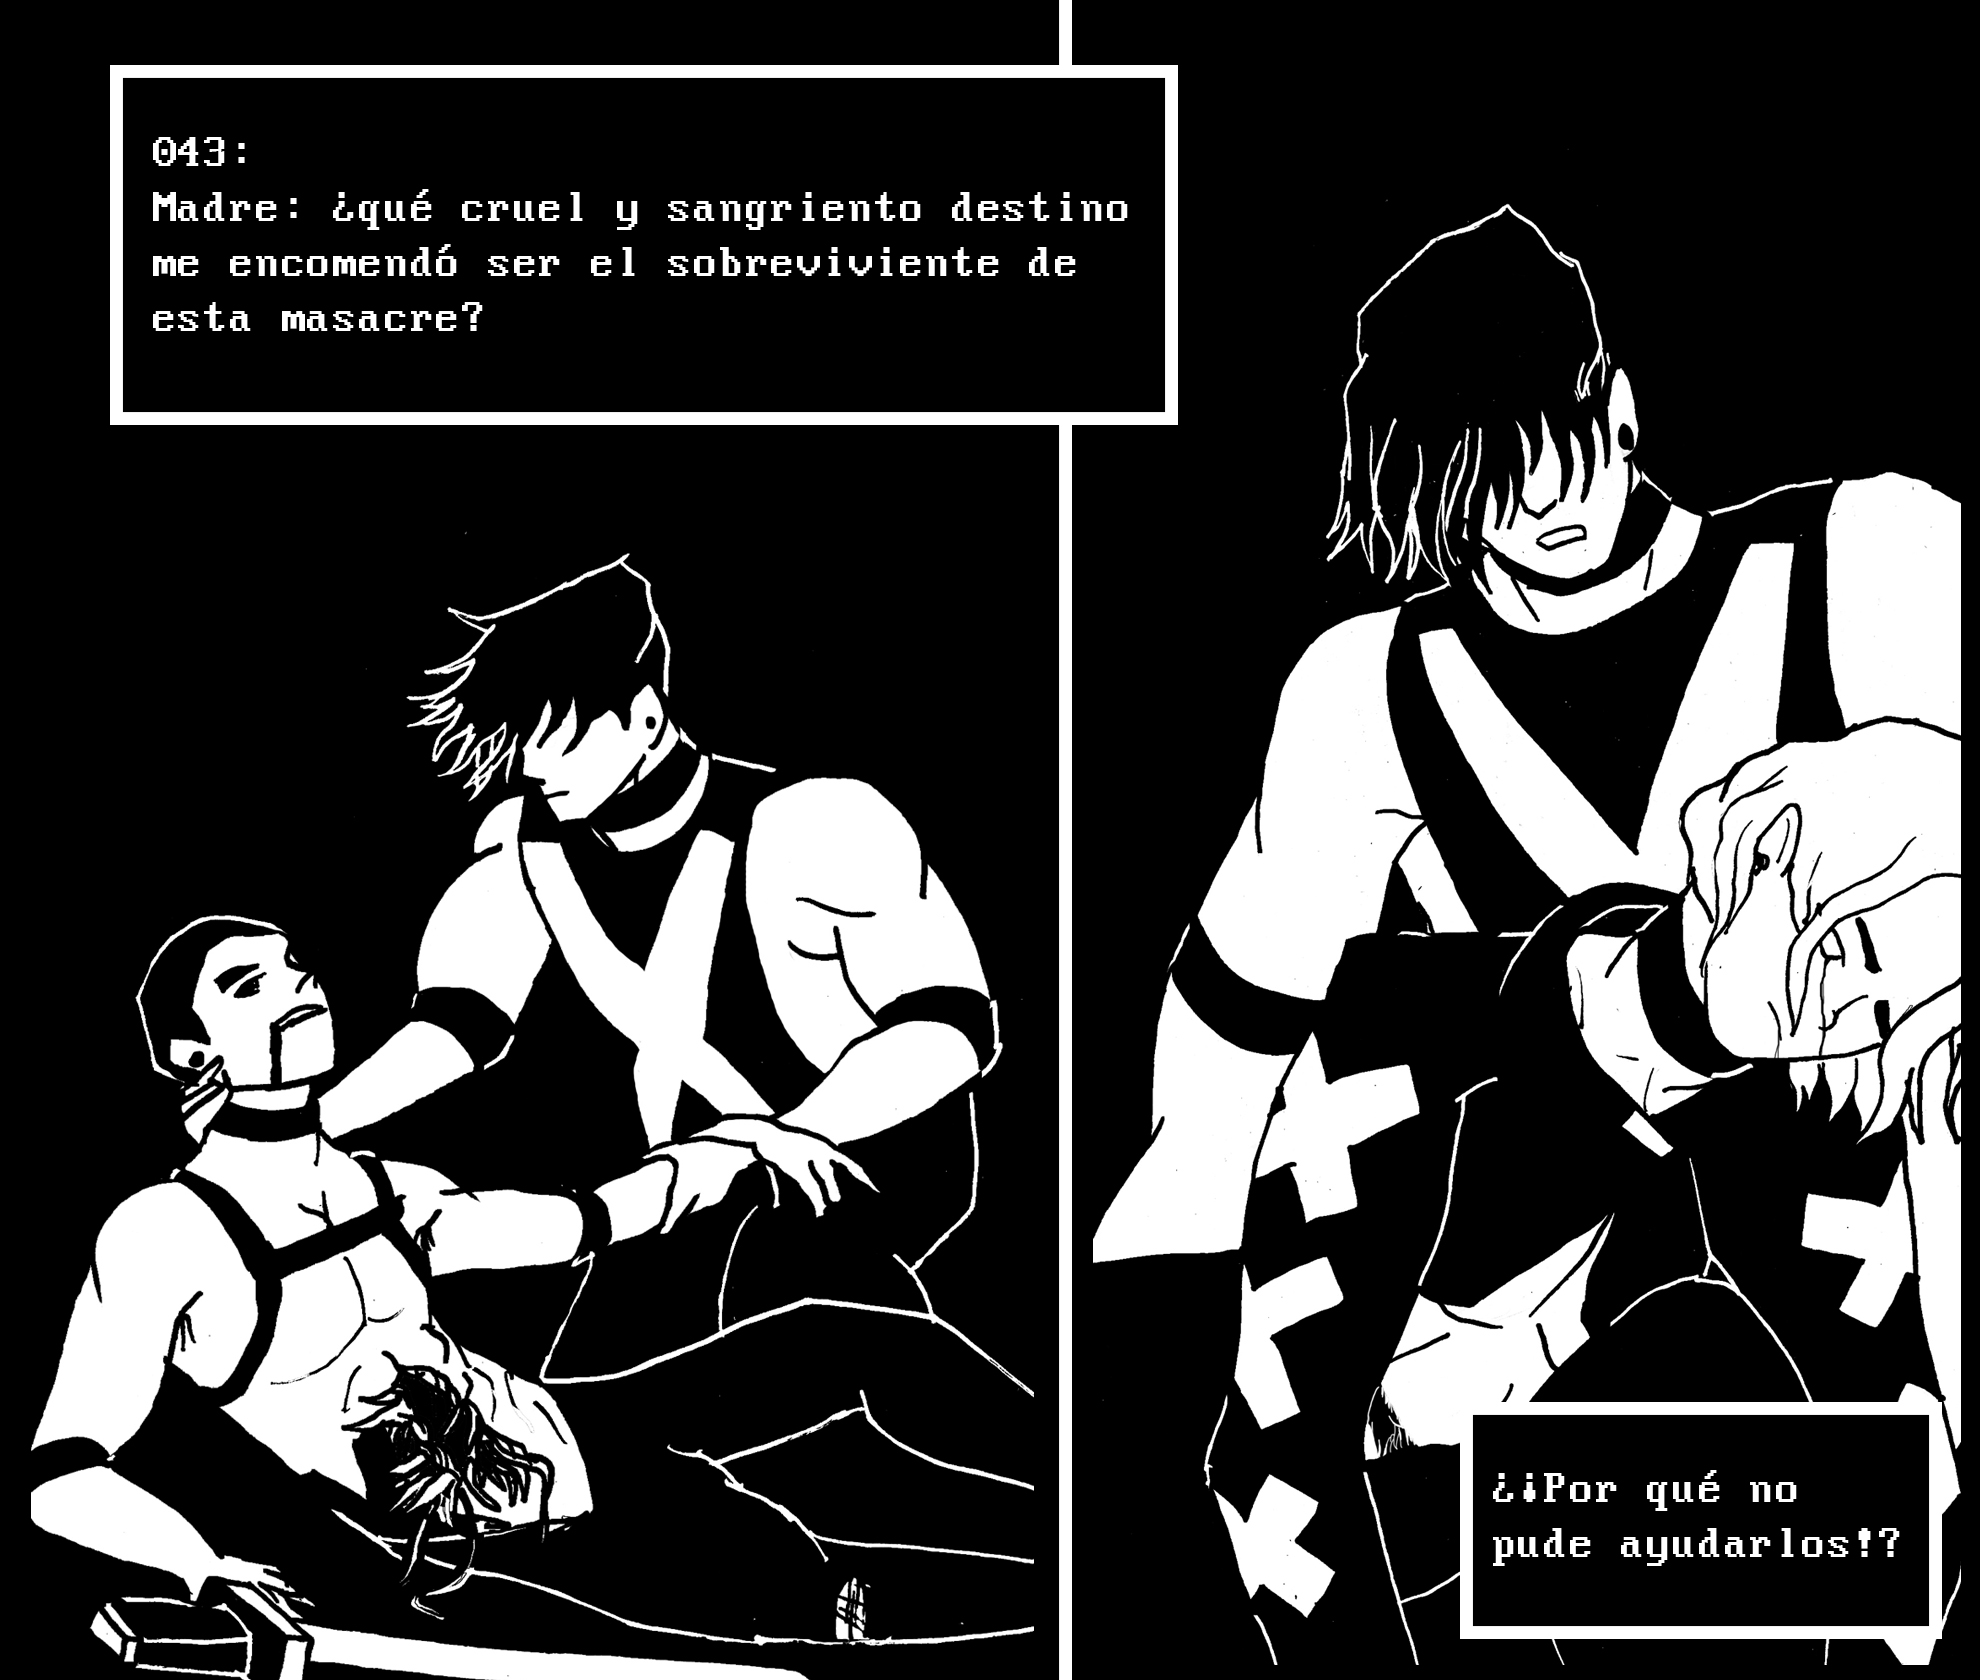 043:
Madre: ¿qué cruel y sangriento destino
me encomendó ser el sobreviviente de
esta masacre?
¿¡Por qué no
pude ayudarlos!?